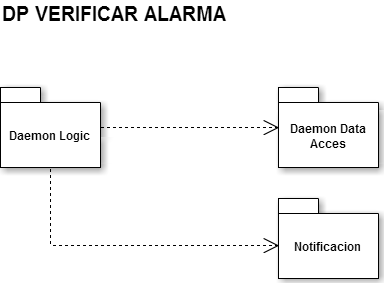 DP VERIFICAR ALARMA
Daemon Logic
Daemon Data
Acces
Notificacion